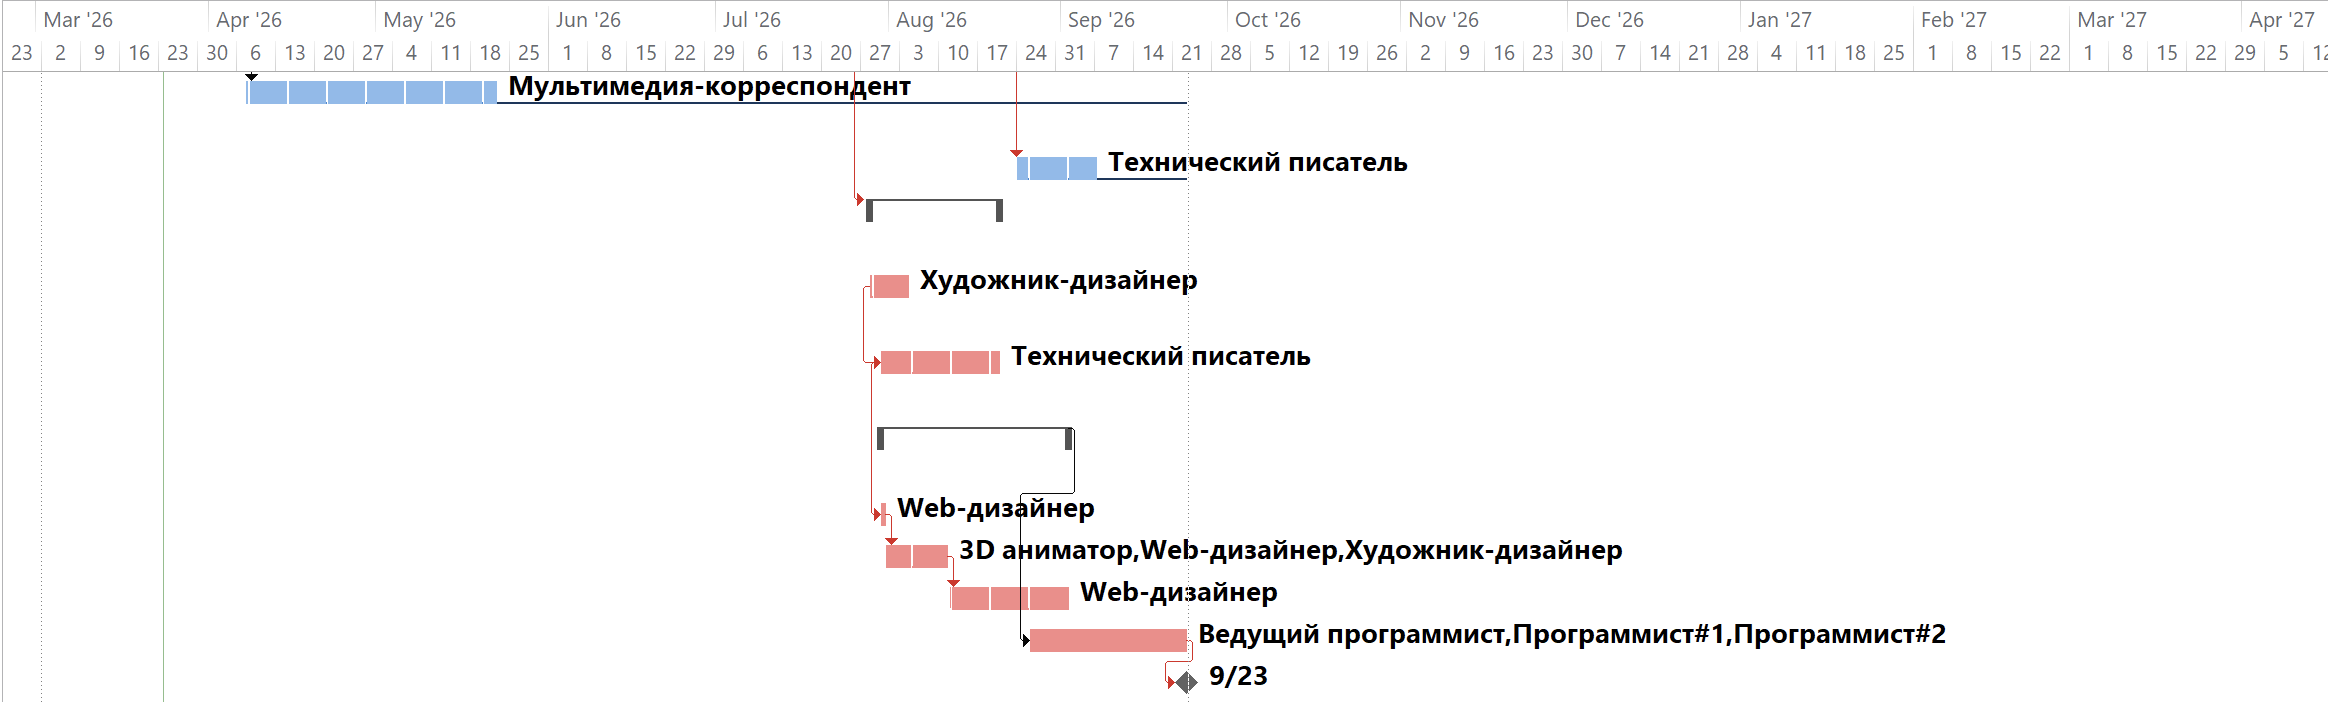 Mar '26 Apr '26 May '26 Jun '26 Jul '26 Aug '26 Sep '26 Oct '26 Nov '26 Dec '26 Jan '27 Feb '27 Mar '27 Apr '27
23 2 9 16 23 30 6 13 20 27 4 11 18 25 1 8 15 22 29 6 13 20 27 3 10 17 24 31 7 14 21 28 5 12 19 26 2 9 16 23 30 7 14 21 28 4 11 18 25 1 8 15 22 1 8 15 22 29 5 12
Мультимедия-корреспондент
Технический писатель
Художник-дизайнер
Технический писатель
Web-дизайнер
3D аниматор,Web-дизайнер,Художник-дизайнер
Web-дизайнер
Ведущий программист,Программист#1,Программист#2
9/23